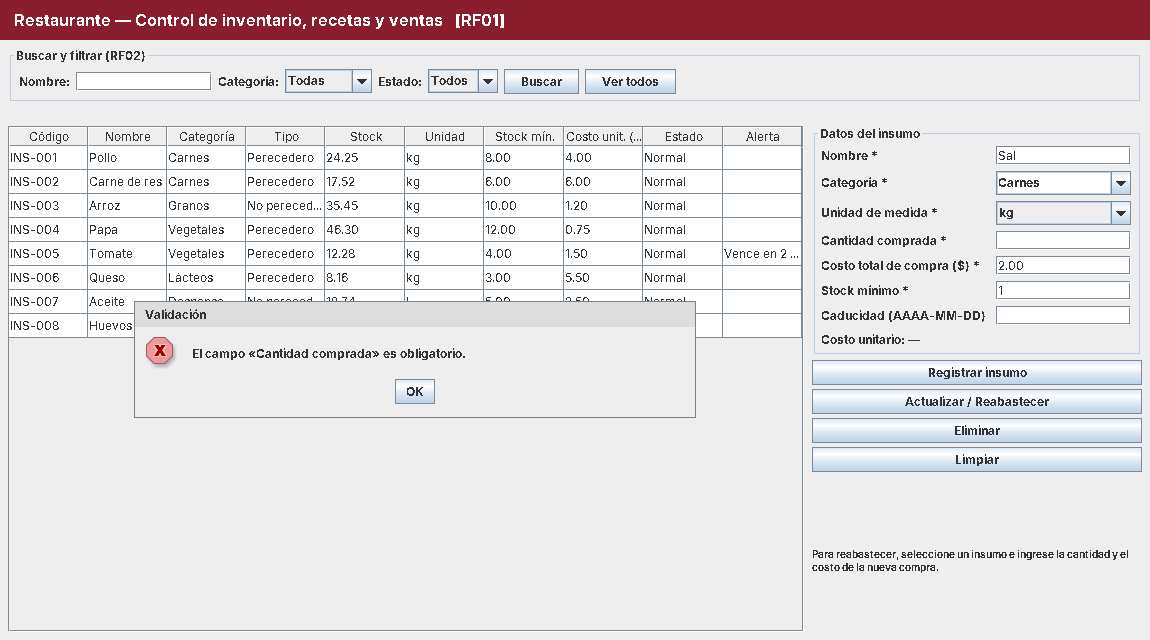 Restaurante — Control de inventario, recetas y ventas [RF01]
Buscar y filtrar (RF02)
Nombre: Categoría: Todas Estado: Todos Buscar Ver todos
Código Nombre Categoría Tipo Stock Unidad Stock mín. Costo unit. (... Estado Alerta
INS-001 Pollo Carnes Perecedero 24.25 kg 8.00 4.00 Normal
INS-002 Carne de res Carnes Perecedero 17.52 kg 6.00 6.00 Normal
INS-003 Arroz Granos No pereced... 35.45 kg 10.00 1.20 Normal
INS-004 Papa Vegetales Perecedero 46.30 kg 12.00 0.75 Normal
INS-005 Tomate Vegetales Perecedero 12.28 kg 4.00 1.50 Normal Vence en 2 ...
INS-006 Queso Lácteos Perecedero 8.16 kg 3.00 5.50 Normal
INS-007 Aceite
INS-008 Huevos
Validación
X
El campo «Cantidad comprada» es obligatorio.
OK
Datos del insumo
Nombre * Sal
Categoría * Carnes
Unidad de medida * kg
Cantidad comprada *
Costo total de compra ($) * 2.00
Stock mínimo * 1
Caducidad (AAAA-MM-DD)
Costo unitario: —
Registrar insumo
Actualizar / Reabastecer
Eliminar
Limpiar
Para reabastecer, seleccione un insumo e ingrese la cantidad y el
costo de la nueva compra.